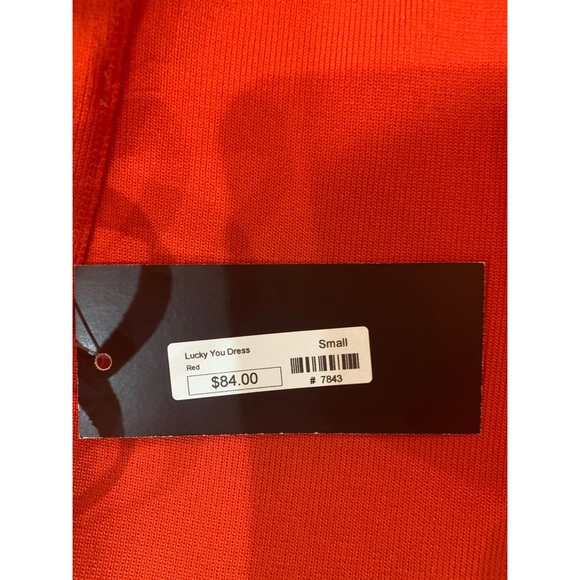 Lucky You Dress
Small
Red
$84.00
# 7843